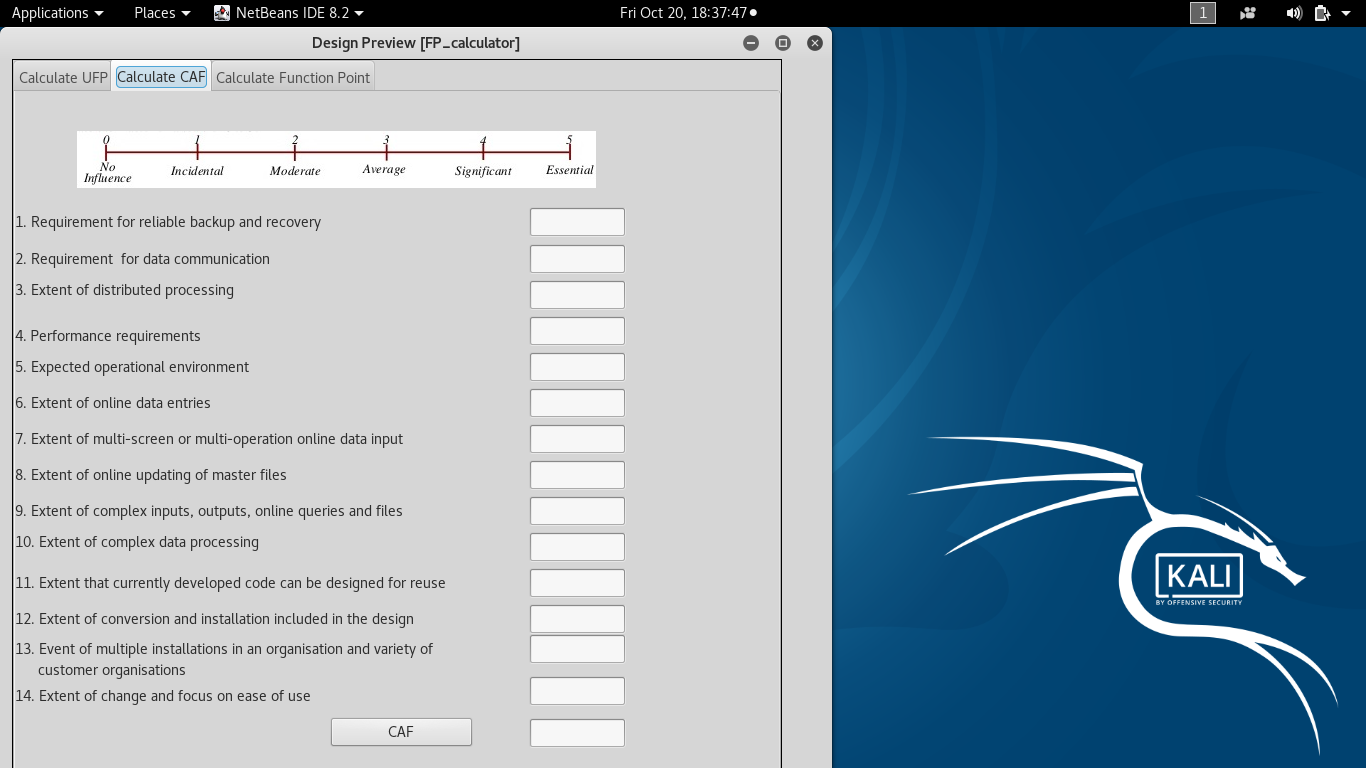 Applications Places NetBeans IDE 8.2 Fri Oct 20, 18:37:47 1
Design Preview [FP_calculator]
Calculate UFP Calculate CAF Calculate Function Point
0 1 2 3 4 5
No Influence Incidental Moderate Average Significant Essential
1. Requirement for reliable backup and recovery
2. Requirement  for data communication
3. Extent of distributed processing
4. Performance requirements
5. Expected operational environment
6. Extent of online data entries
7. Extent of multi-screen or multi-operation online data input
8. Extent of online updating of master files
9. Extent of complex inputs, outputs, online queries and files
10. Extent of complex data processing
11. Extent that currently developed code can be designed for reuse
12. Extent of conversion and installation included in the design
13. Event of multiple installations in an organisation and variety of
customer organisations
14. Extent of change and focus on ease of use
CAF
KALI
BY OFFENSIVE SECURITY